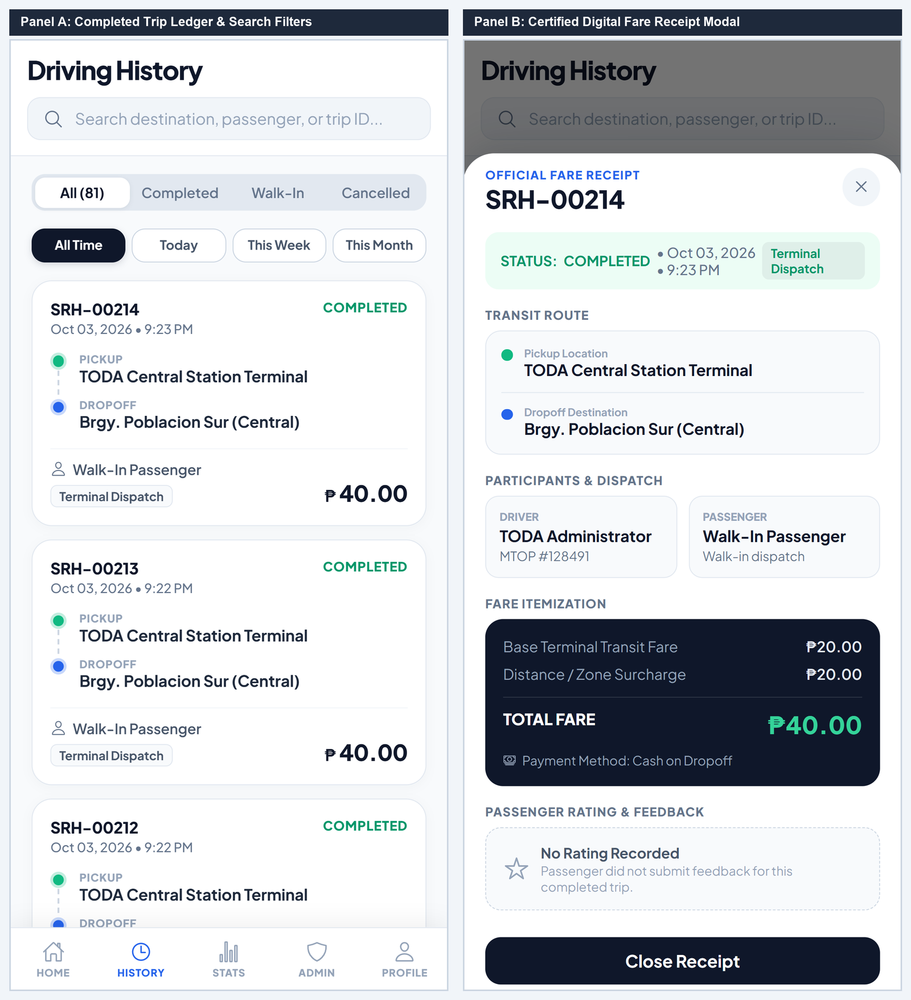 Panel A: Completed Trip Ledger & Search Filters
Driving History
Search destination, passenger, or trip ID...
All (81) Completed Walk-In Cancelled
All Time Today This Week This Month
SRH-00214 COMPLETED
Oct 03, 2026 • 9:23 PM
PICKUP
TODA Central Station Terminal
DROPOFF
Brgy. Poblacion Sur (Central)
Walk-In Passenger
Terminal Dispatch ₱ 40.00
SRH-00213 COMPLETED
Oct 03, 2026 • 9:22 PM
PICKUP
TODA Central Station Terminal
DROPOFF
Brgy. Poblacion Sur (Central)
Walk-In Passenger
Terminal Dispatch ₱ 40.00
SRH-00212 COMPLETED
Oct 03, 2026 • 9:22 PM
PICKUP
TODA Central Station Terminal
DROPOFF
HOME HISTORY STATS ADMIN PROFILE
Panel B: Certified Digital Fare Receipt Modal
Driving History
Search destination, passenger, or trip ID...
OFFICIAL FARE RECEIPT
SRH-00214
STATUS: COMPLETED • Oct 03, 2026 • 9:23 PM Terminal Dispatch
TRANSIT ROUTE
Pickup Location
TODA Central Station Terminal
Dropoff Destination
Brgy. Poblacion Sur (Central)
PARTICIPANTS & DISPATCH
DRIVER
TODA Administrator
MTOP #128491
PASSENGER
Walk-In Passenger
Walk-in dispatch
FARE ITEMIZATION
Base Terminal Transit Fare ₱20.00
Distance / Zone Surcharge ₱20.00
TOTAL FARE ₱40.00
Payment Method: Cash on Dropoff
PASSENGER RATING & FEEDBACK
No Rating Recorded
Passenger did not submit feedback for this
completed trip.
Close Receipt